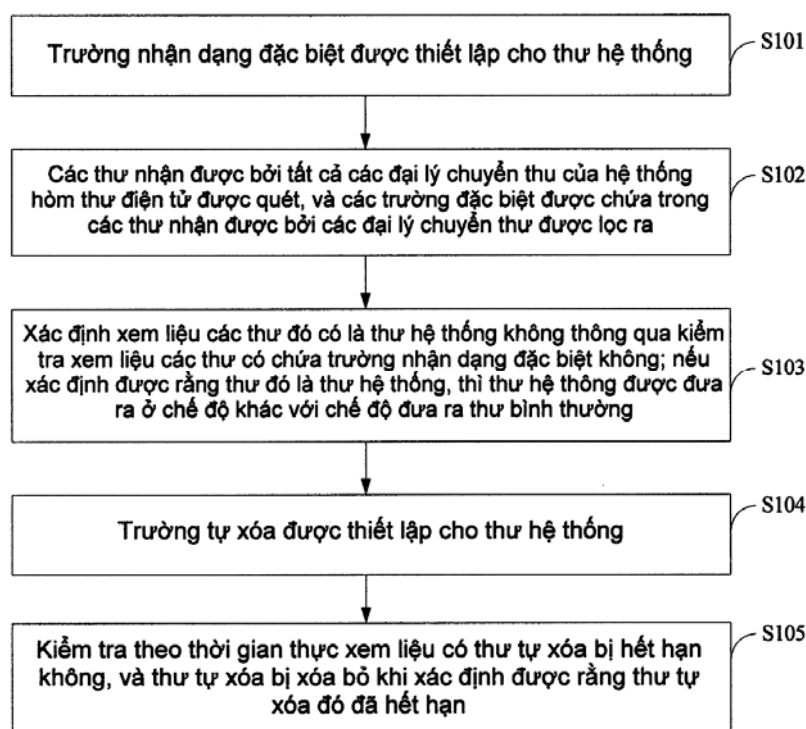 Trường nhận dạng đặc biệt được thiết lập cho thư hệ thống
S101
Các thư nhận được bởi tất cả các đại lý chuyển thu của hệ thống
hòm thư điện tử được quét, và các trường đặc biệt được chứa trong
các thư nhận được bởi các đại lý chuyển thư được lọc ra
S102
Xác định xem liệu các thư đó có là thư hệ thống không thông qua kiểm
tra xem liệu các thư có chứa trường nhận dạng đặc biệt không; nếu
xác định được rằng thư đó là thư hệ thống, thì thư hệ thông được đưa
ra ở chế độ khác với chế độ đưa ra thư bình thường
S103
Trường tự xóa được thiết lập cho thư hệ thống
S104
Kiểm tra theo thời gian thực xem liệu có thư tự xóa bị hết hạn
không, và thư tự xóa bị xóa bỏ khi xác định được rằng thư tự
xóa đó đã hết hạn
S105